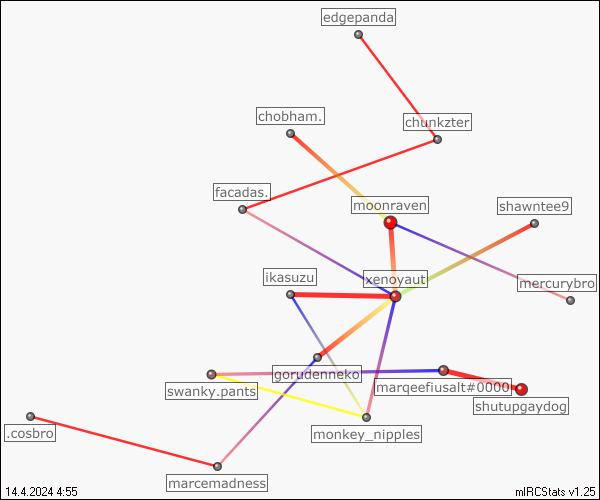 edgepanda
chobham.
chunkzter
facadas.
moonraven
shawntee9
ikasuzu
xenoyaut
mercurybro
gorudenneko
swanky.pants
marqeefiusalt#0000
shutupgaydog
.cosbro
monkey_nipples
marcemadness
14.4.2024 4:55
mIRCStats v1.25